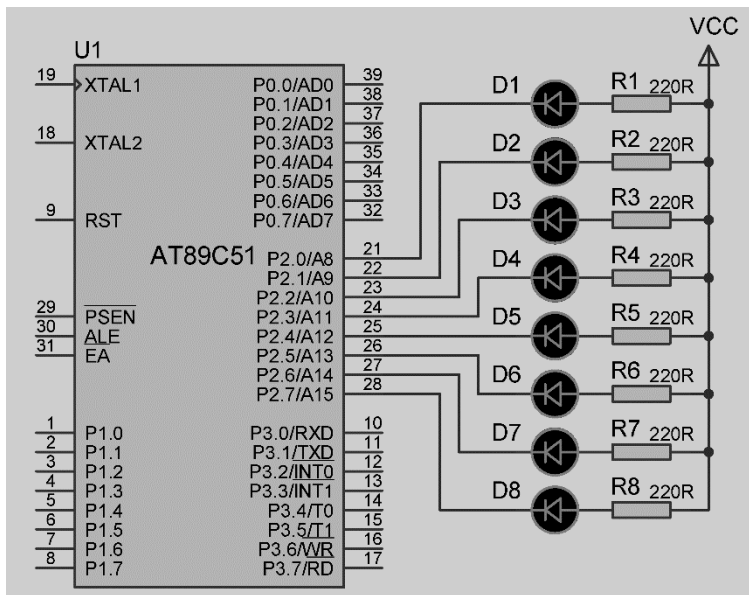 VCC
U1
19 XTAL1 P0.0/AD0 39
P0.1/AD1 38
P0.2/AD2 37
18 XTAL2 P0.3/AD3 36
P0.4/AD4 35
P0.5/AD5 34
P0.6/AD6 33
9 RST P0.7/AD7 32
AT89C51
P2.0/A8 21
P2.1/A9 22
P2.2/A10 23
29 PSEN P2.3/A11 24
30 ALE P2.4/A12 25
31 EA P2.5/A13 26
P2.6/A14 27
P2.7/A15 28
1 P1.0 P3.0/RXD 10
2 P1.1 P3.1/TXD 11
3 P1.2 P3.2/INT0 12
4 P1.3 P3.3/INT1 13
5 P1.4 P3.4/T0 14
6 P1.5 P3.5/T1 15
7 P1.6 P3.6/WR 16
8 P1.7 P3.7/RD 17
D1 R1 220R
D2 R2 220R
D3 R3 220R
D4 R4 220R
D5 R5 220R
D6 R6 220R
D7 R7 220R
D8 R8 220R